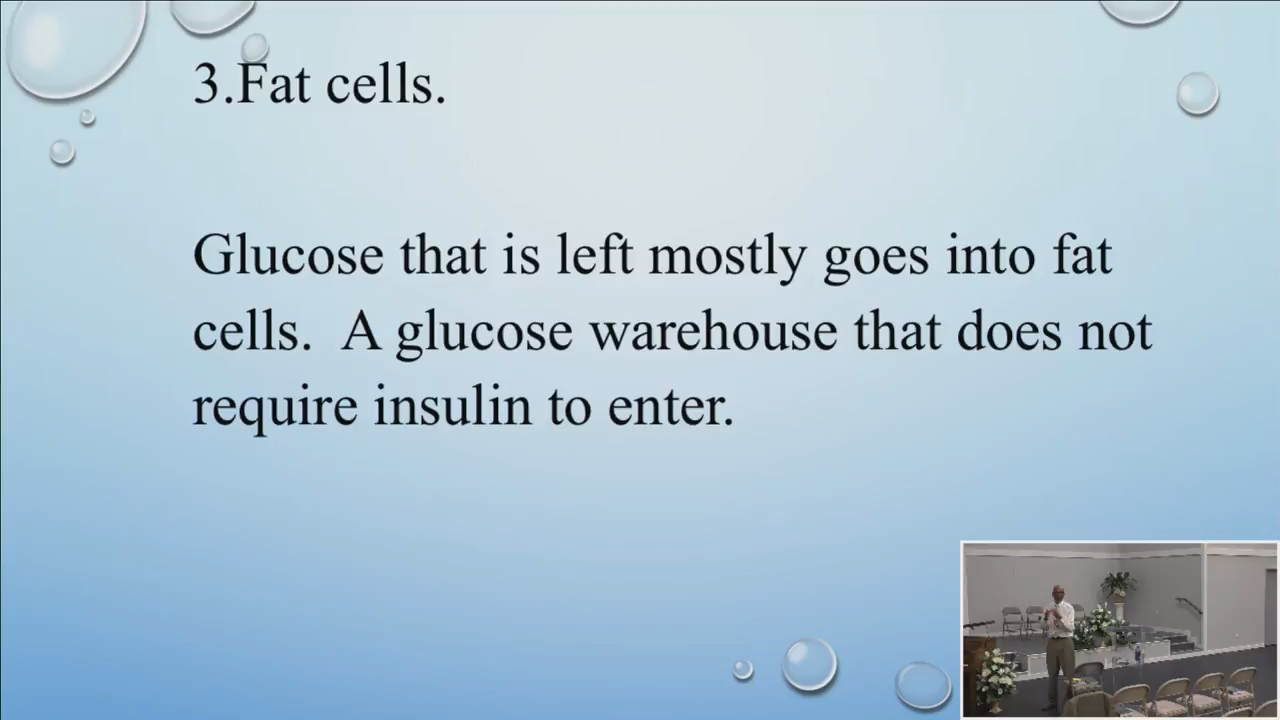 3.Fat cells.
Glucose that is left mostly goes into fat
cells.  A glucose warehouse that does not
require insulin to enter.